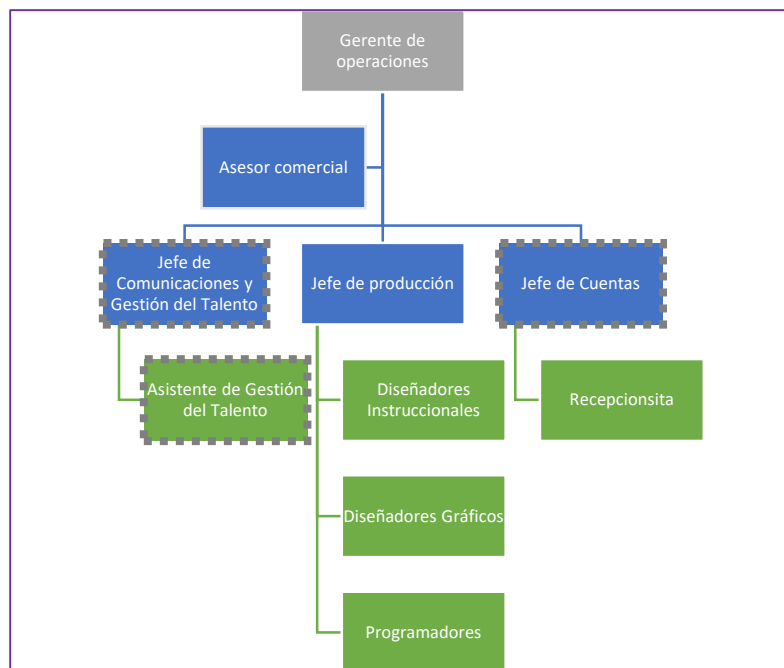 Gerente de
operaciones
Asesor comercial
Jefe de
Comunicaciones y
Gestión del Talento
Jefe de producción
Jefe de Cuentas
Asistente de Gestión
del Talento
Diseñadores
Instruccionales
Recepcionsita
Diseñadores Gráficos
Programadores